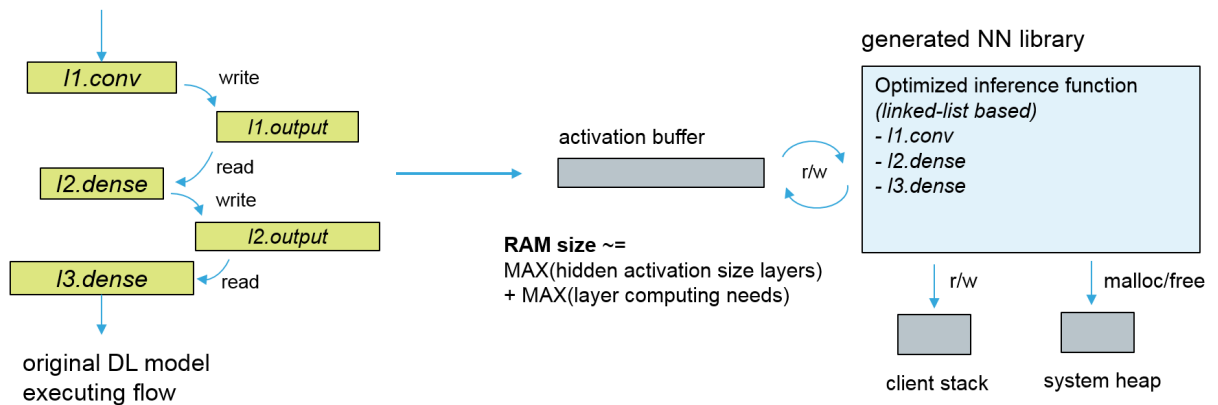 l1.conv
write
l1.output
read
l2.dense
write
l2.output
l3.dense
read
original DL model
executing flow
activation buffer
r/w
RAM size ~=
MAX(hidden activation size layers)
+ MAX(layer computing needs)
generated NN library
Optimized inference function
(linked-list based)
- l1.conv
- l2.dense
- l3.dense
r/w
malloc/free
client stack
system heap